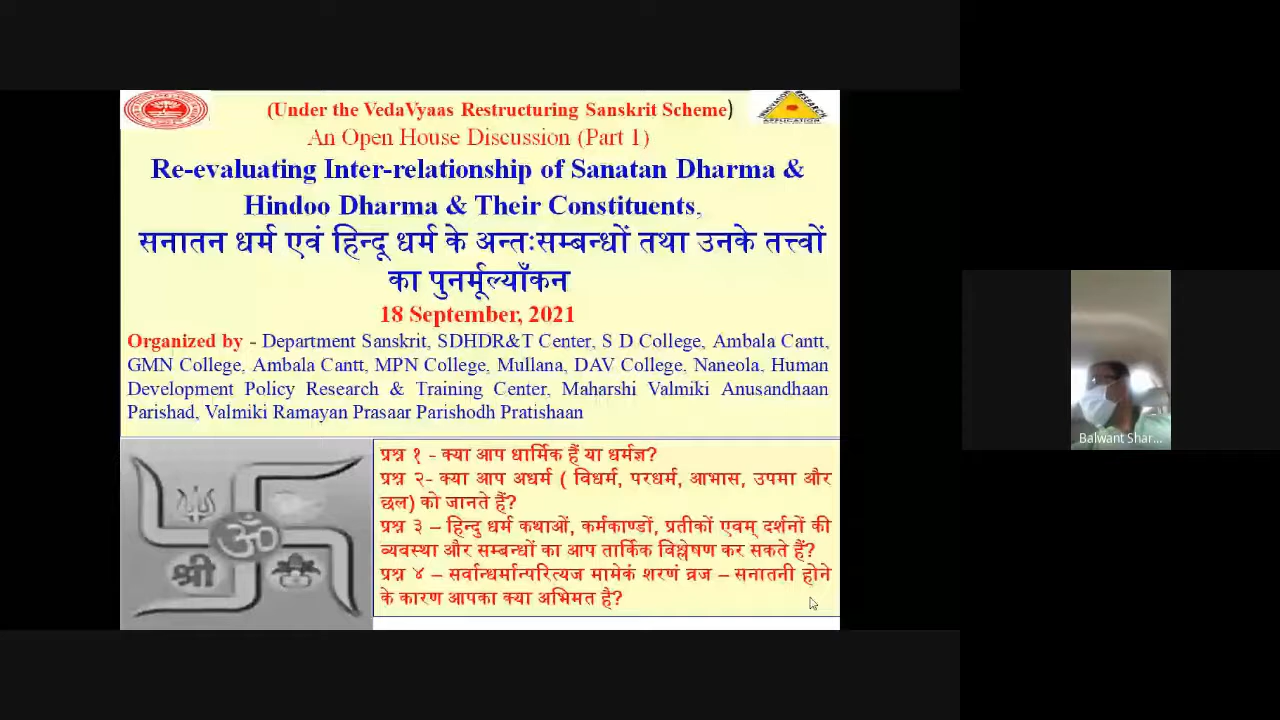 (Under the VedaVyaas Restructuring Sanskrit Scheme)
An Open House Discussion (Part 1)
Re-evaluating Inter-relationship of Sanatan Dharma &
Hindoo Dharma & Their Constituents,
सनातन धर्म एवं हिन्दू धर्म के अन्तःसम्बन्धों तथा उनके तत्त्वों
का पुनर्मूल्याँकन
18 September, 2021
Organized by - Department Sanskrit, SDHDR&T Center, S D College, Ambala Cantt,
GMN College, Ambala Cantt, MPN College, Mullana, DAV College, Naneola, Human
Development Policy Research & Training Center, Maharshi Valmiki Anusandhaan
Parishad, Valmiki Ramayan Prasaar Parishodh Pratishaan
प्रश्न १ - क्या आप धार्मिक हैं या धर्मज्ञ?
प्रश्न २- क्या आप अधर्म ( विधर्म, परधर्म, आभास, उपमा और
छल) को जानते हैं?
प्रश्न ३ – हिन्दु धर्म कथाओं, कर्मकाण्डों, प्रतीकों एवम् दर्शनों की
व्यवस्था और सम्बन्धों का आप तार्किक विश्लेषण कर सकते हैं?
प्रश्न ४ – सर्वान्धर्मान्परित्यज मामेकं शरणं व्रज – सनातनी होने
के कारण आपका क्या अभिमत है?
ॐ
श्री
APPLICATION
Balwant Shar...